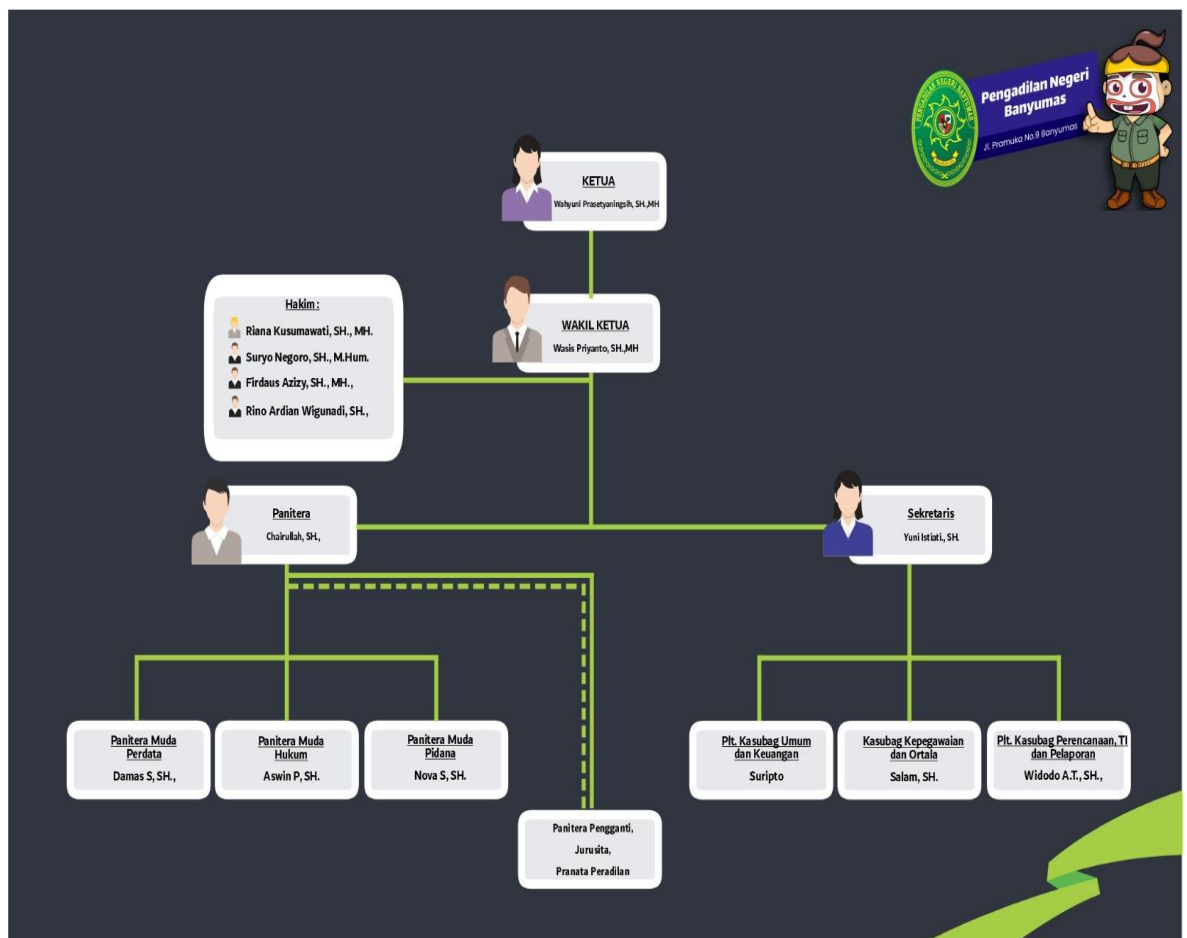 PENGADILAN NEGERI BANYUMAS
Pengadilan Negeri
Banyumas
Jl. Pramuka No.9 Banyumas
KETUA
Wahyuni Prasetyaningsih, SH.,MH
WAKIL KETUA
Wasis Priyanto, SH.,MH
Hakim :
Riana Kusumawati, SH., MH.
Suryo Negoro, SH., M.Hum.
Firdaus Azizy, SH., MH.,
Rino Ardian Wigunadi, SH.,
Panitera
Chairullah, SH.,
Sekretaris
Yuni Istiati., SH.
Panitera Muda
Perdata
Damas S, SH.,
Panitera Muda
Hukum
Aswin P, SH.
Panitera Muda
Pidana
Nova S, SH.
Plt. Kasubag Umum
dan Keuangan
Suripto
Kasubag Kepegawaian
dan Ortala
Salam, SH.
Plt. Kasubag Perencanaan, TI
dan Pelaporan
Widodo A.T., SH.,
Panitera Pengganti,
Jurusita,
Pranata Peradilan